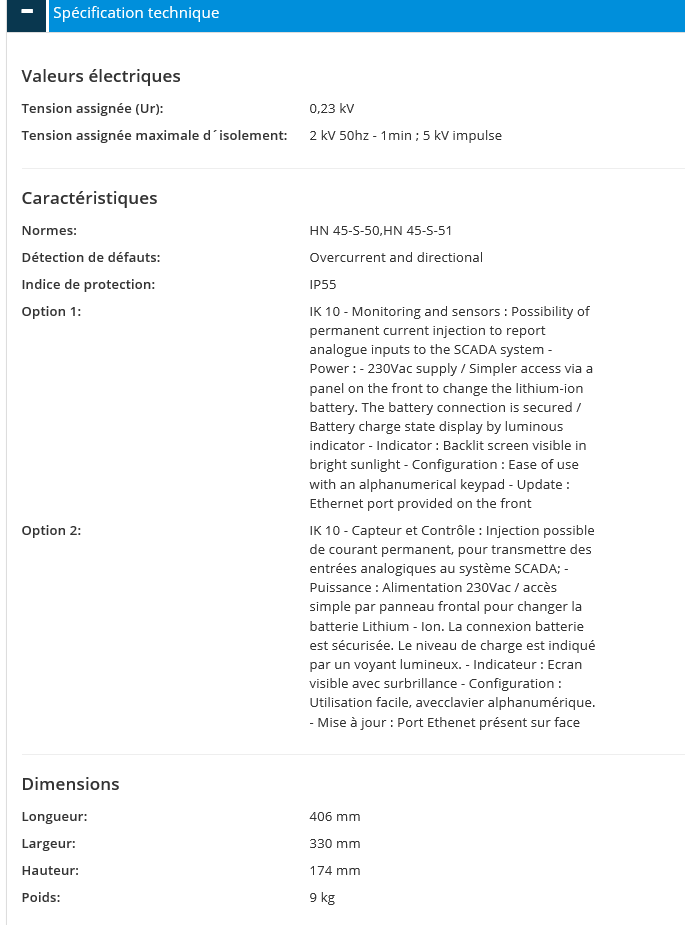 Spécification technique
Valeurs électriques
Tension assignée (Ur): 0,23 kV
Tension assignée maximale d´isolement: 2 kV 50hz - 1min ; 5 kV impulse
Caractéristiques
Normes: HN 45-S-50,HN 45-S-51
Détection de défauts: Overcurrent and directional
Indice de protection: IP55
Option 1: IK 10 - Monitoring and sensors : Possibility of
permanent current injection to report
analogue inputs to the SCADA system -
Power : - 230Vac supply / Simpler access via a
panel on the front to change the lithium-ion
battery. The battery connection is secured /
Battery charge state display by luminous
indicator - Indicator : Backlit screen visible in
bright sunlight - Configuration : Ease of use
with an alphanumerical keypad - Update :
Ethernet port provided on the front
Option 2: IK 10 - Capteur et Contrôle : Injection possible
de courant permanent, pour transmettre des
entrées analogiques au système SCADA; -
Puissance : Alimentation 230Vac / accès
simple par panneau frontal pour changer la
batterie Lithium - Ion. La connexion batterie
est sécurisée. Le niveau de charge est indiqué
par un voyant lumineux. - Indicateur : Ecran
visible avec surbrillance - Configuration :
Utilisation facile, avecclavier alphanumérique.
- Mise à jour : Port Ethenet présent sur face
Dimensions
Longueur: 406 mm
Largeur: 330 mm
Hauteur: 174 mm
Poids: 9 kg